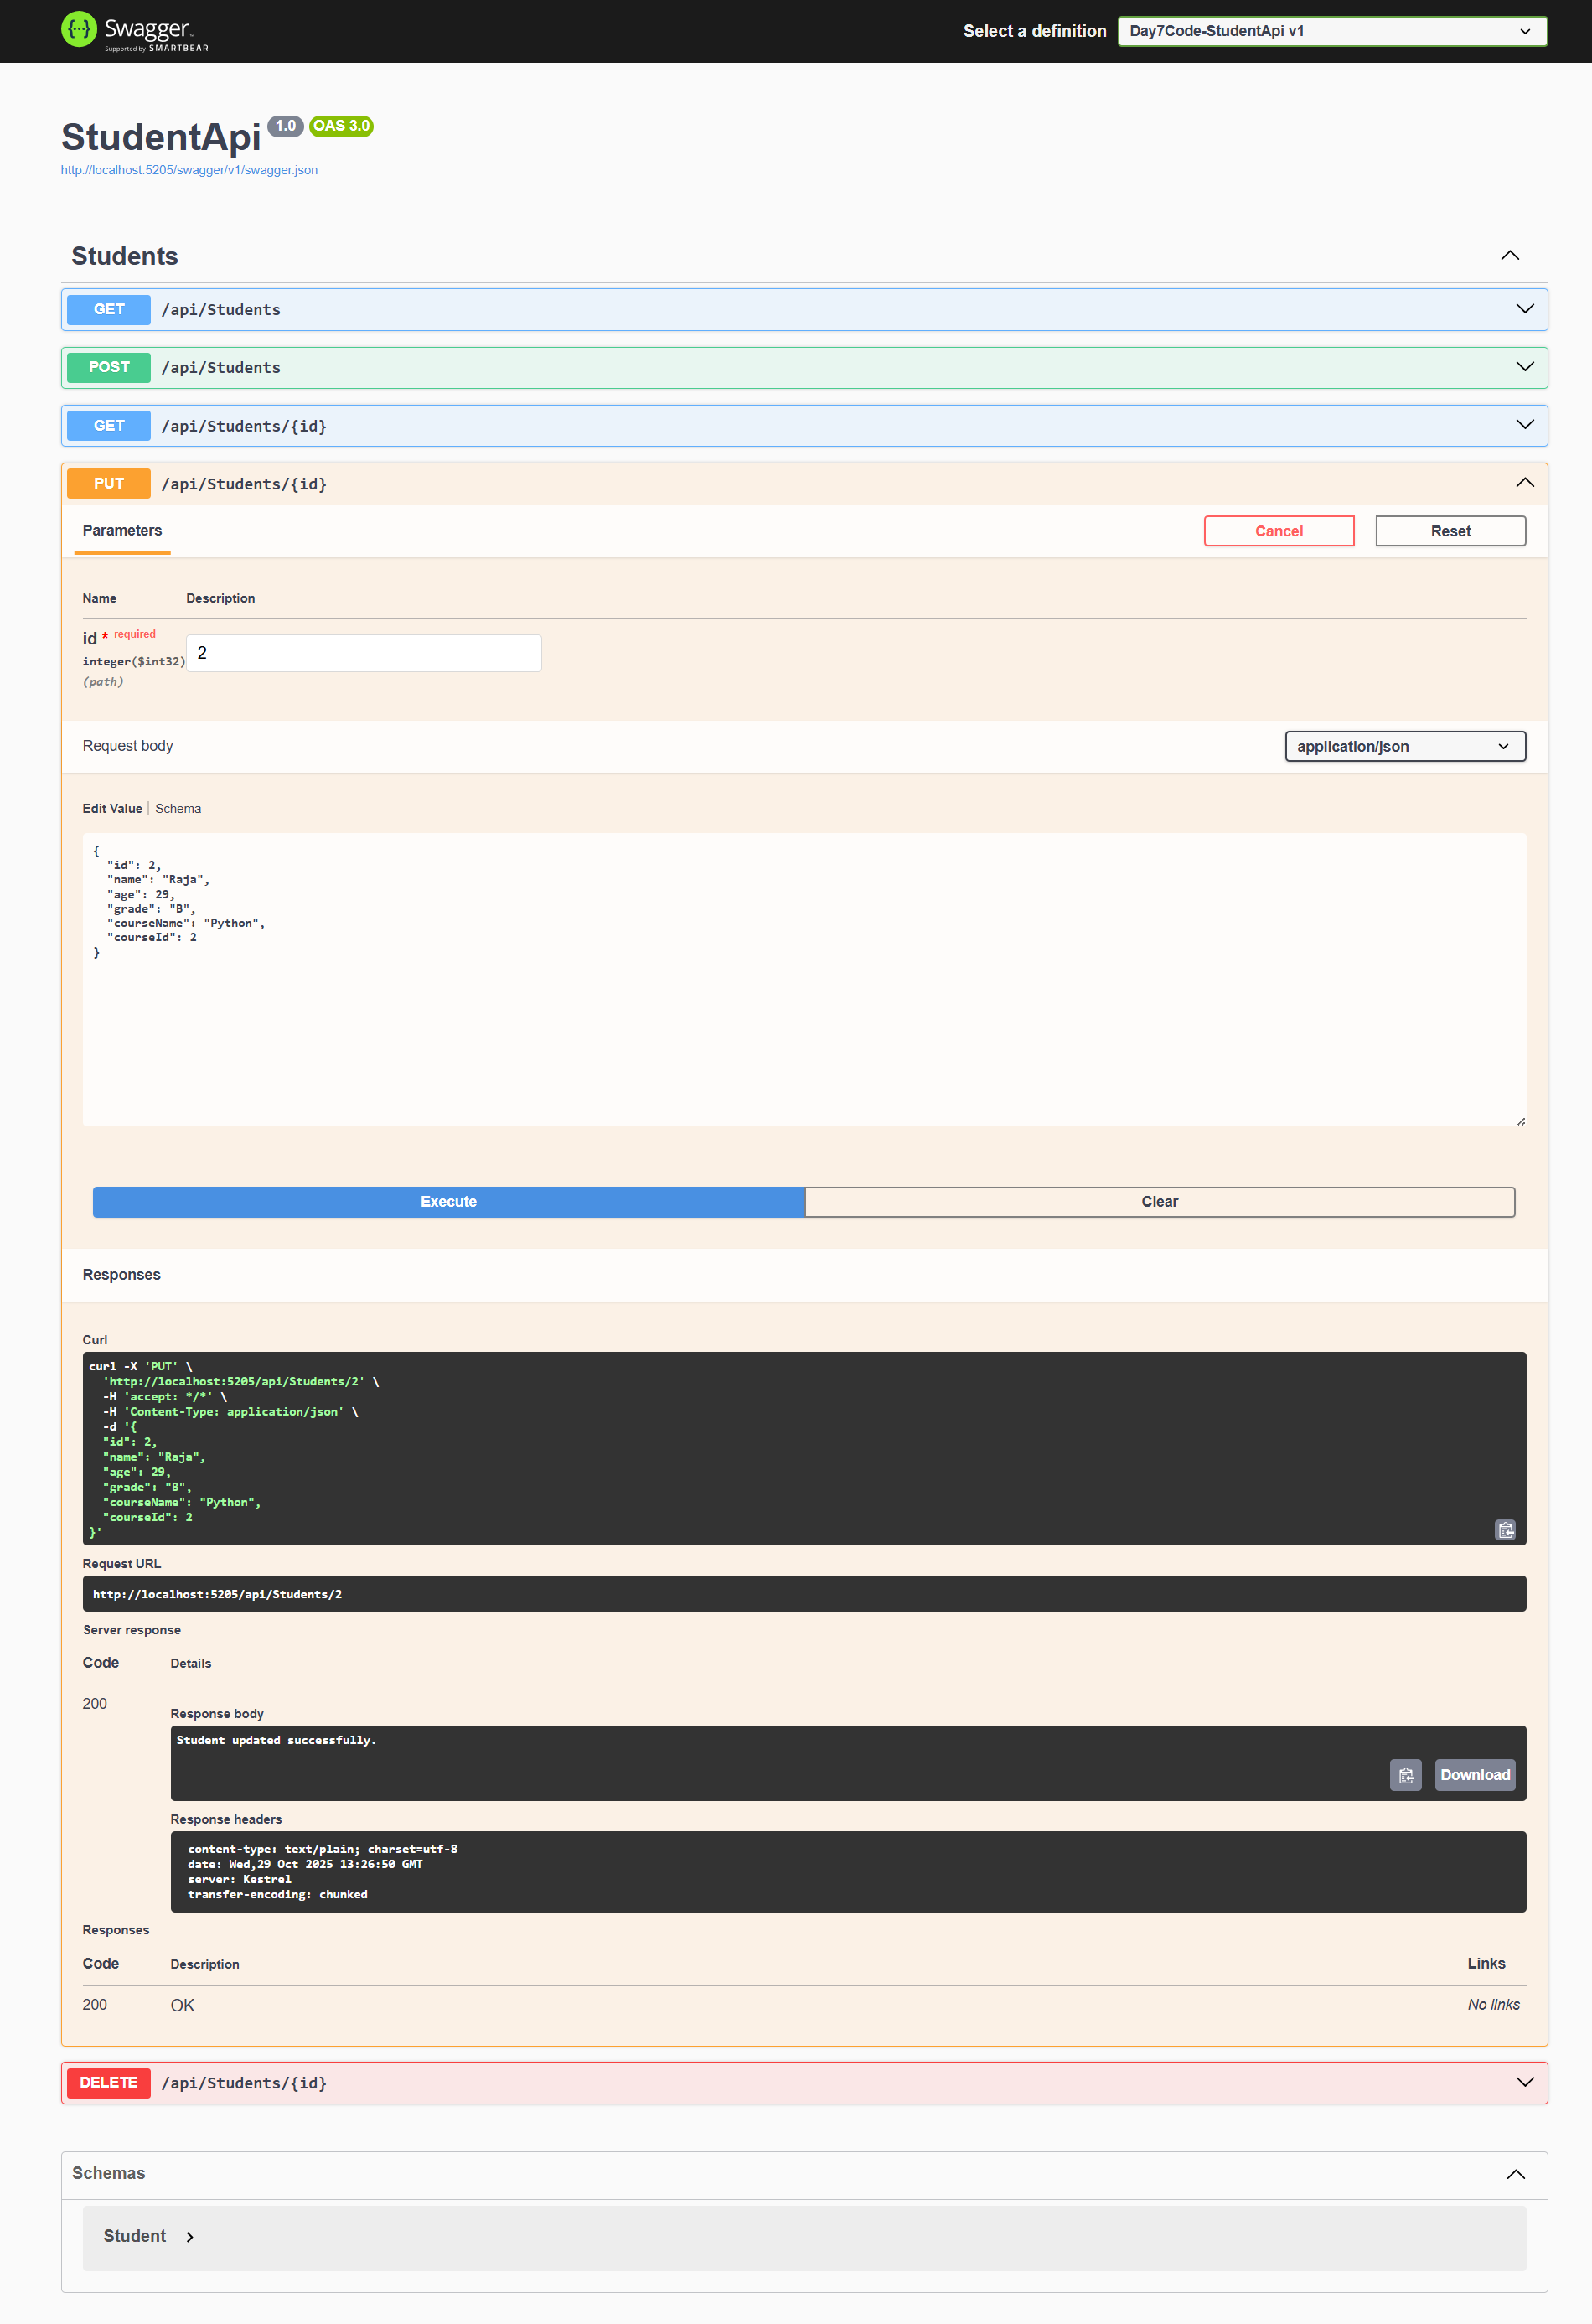 Swagger
Supported by SMARTBEAR
Select a definition
Day7Code-StudentApi v1
StudentApi 1.0 OAS 3.0
http://localhost:5205/swagger/v1/swagger.json
Students
GET /api/Students
POST /api/Students
GET /api/Students/{id}
PUT /api/Students/{id}
Parameters
Cancel
Reset
Name Description
id * required
integer($int32)
(path)
2
Request body
application/json
Edit Value | Schema
{
  "id": 2,
  "name": "Raja",
  "age": 29,
  "grade": "B",
  "courseName": "Python",
  "courseId": 2
}
Execute
Clear
Responses
Curl
curl -X 'PUT' \
  'http://localhost:5205/api/Students/2' \
  -H 'accept: */*' \
  -H 'Content-Type: application/json' \
  -d '{
  "id": 2,
  "name": "Raja",
  "age": 29,
  "grade": "B",
  "courseName": "Python",
  "courseId": 2
}'
Request URL
http://localhost:5205/api/Students/2
Server response
Code Details
200
Response body
Student updated successfully.
Download
Response headers
content-type: text/plain; charset=utf-8
date: Wed,29 Oct 2025 13:26:50 GMT
server: Kestrel
transfer-encoding: chunked
Responses
Code Description Links
200 OK No links
DELETE /api/Students/{id}
Schemas
Student